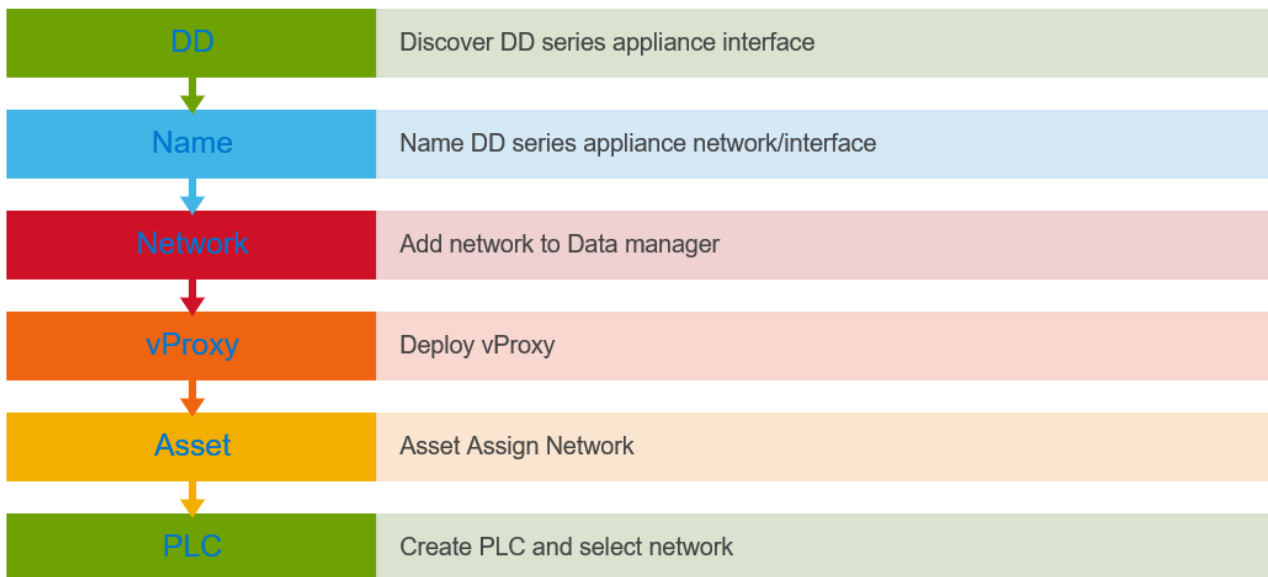 DD Discover DD series appliance interface
Name Name DD series appliance network/interface
Network Add network to Data manager
vProxy Deploy vProxy
Asset Asset Assign Network
PLC Create PLC and select network